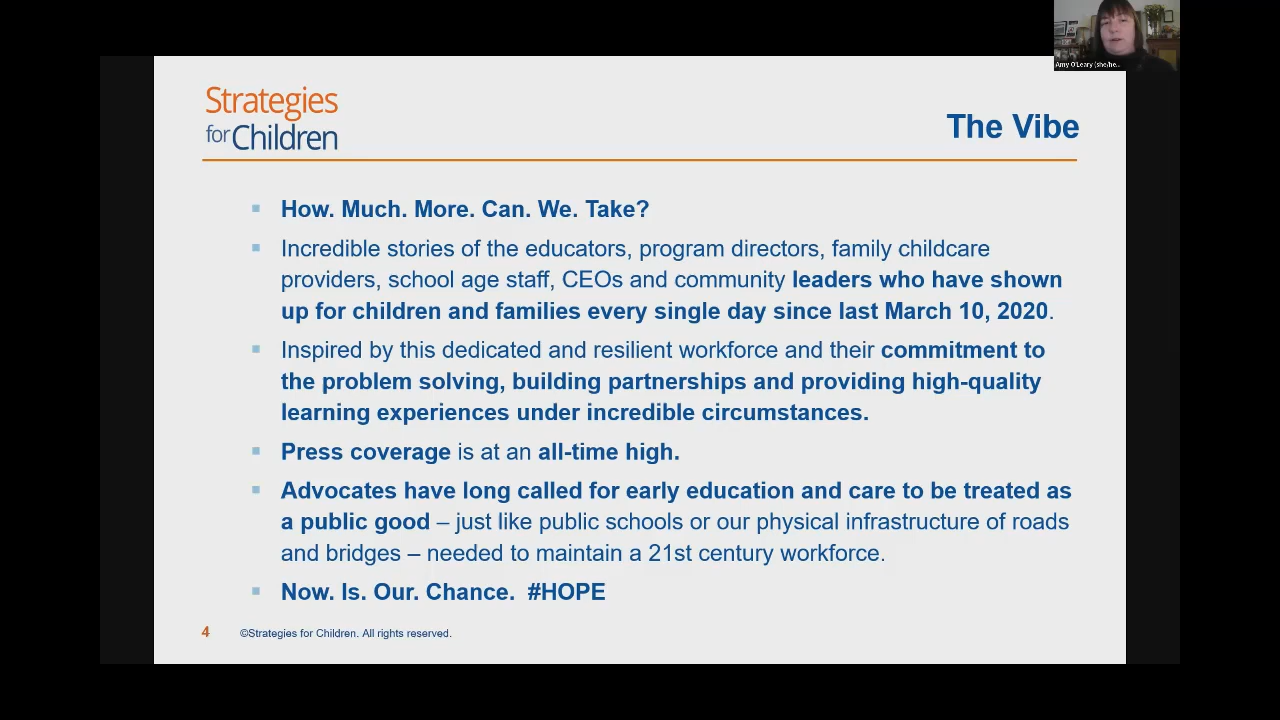 Amy O'Leary (she/he...
Strategies
for Children
The Vibe
How. Much. More. Can. We. Take?
Incredible stories of the educators, program directors, family childcare
providers, school age staff, CEOs and community leaders who have shown
up for children and families every single day since last March 10, 2020.
Inspired by this dedicated and resilient workforce and their commitment to
the problem solving, building partnerships and providing high-quality
learning experiences under incredible circumstances.
Press coverage is at an all-time high.
Advocates have long called for early education and care to be treated as
a public good – just like public schools or our physical infrastructure of roads
and bridges – needed to maintain a 21st century workforce.
Now. Is. Our. Chance. #HOPE
4 ©Strategies for Children. All rights reserved.